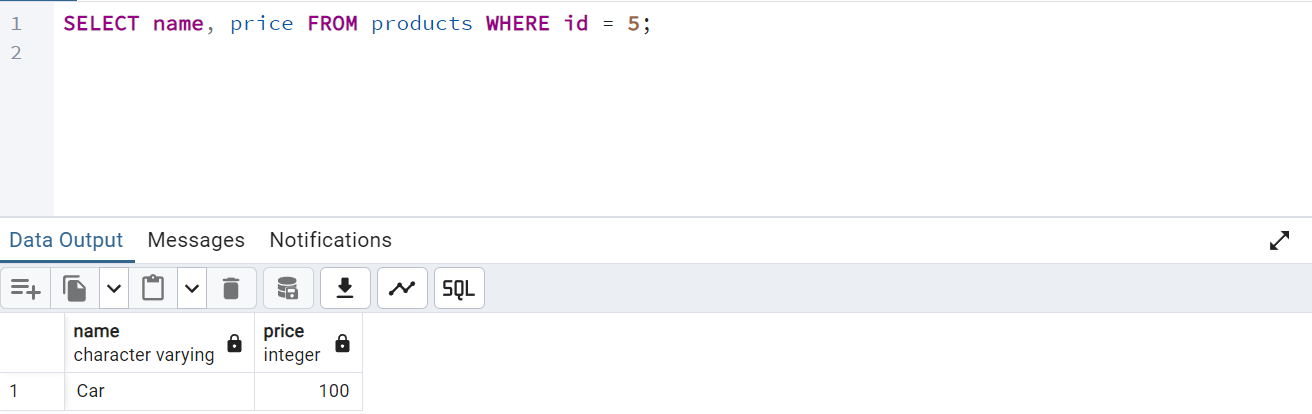 1 SELECT name, price FROM products WHERE id = 5;
2
Data Output Messages Notifications
SQL
name price
character varying integer
1 Car 100